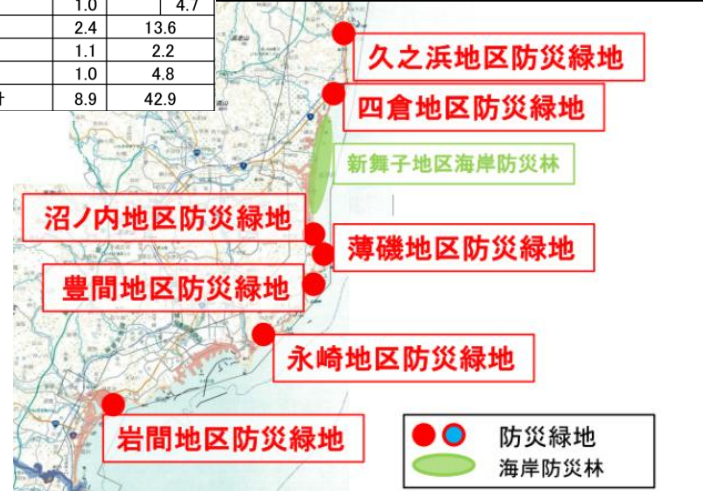 1.0 4.7
2.4 13.6
1.1 2.2
1.0 4.8
計 8.9 42.9
久之浜地区防災緑地
四倉地区防災緑地
新舞子地区海岸防災林
沼ノ内地区防災緑地
薄磯地区防災緑地
豊間地区防災緑地
永崎地区防災緑地
岩間地区防災緑地
防災緑地
海岸防災林